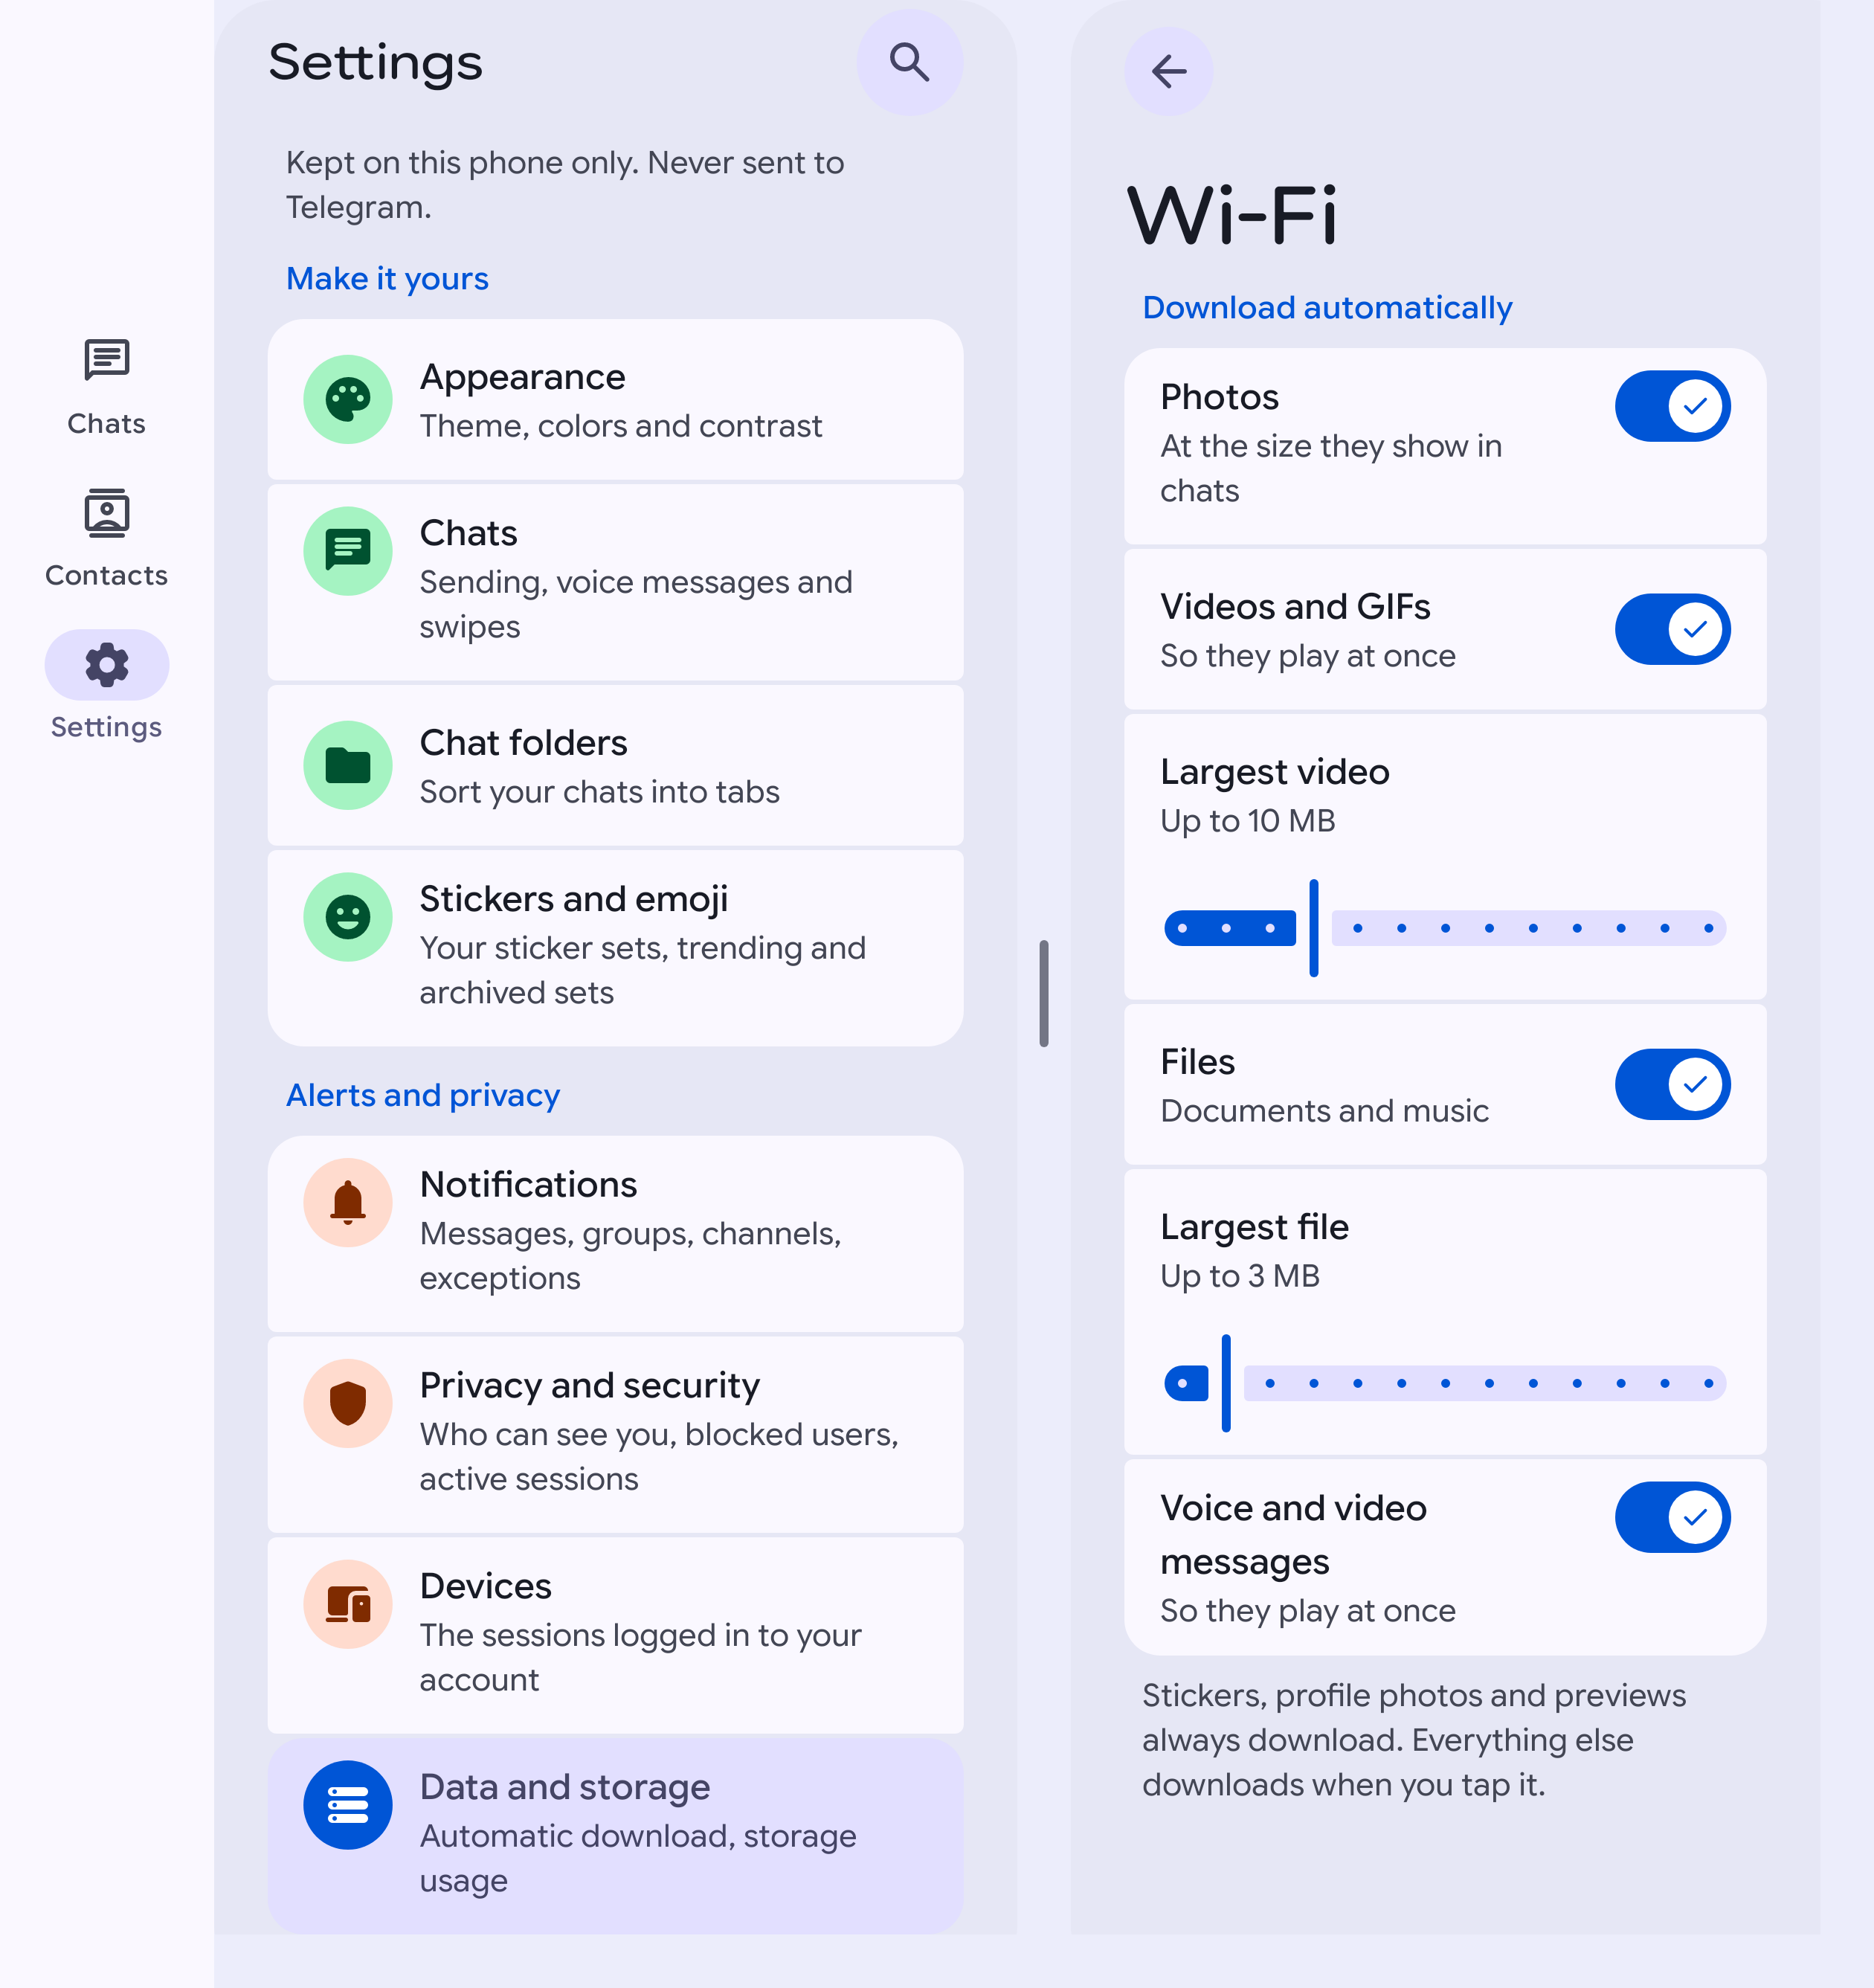 Chats
Contacts
Settings
Settings
Kept on this phone only. Never sent to
Telegram.
Make it yours
Appearance
Theme, colors and contrast
Chats
Sending, voice messages and
swipes
Chat folders
Sort your chats into tabs
Stickers and emoji
Your sticker sets, trending and
archived sets
Alerts and privacy
Notifications
Messages, groups, channels,
exceptions
Privacy and security
Who can see you, blocked users,
active sessions
Devices
The sessions logged in to your
account
Data and storage
Automatic download, storage
usage
Wi-Fi
Download automatically
Photos
At the size they show in
chats
Videos and GIFs
So they play at once
Largest video
Up to 10 MB
Files
Documents and music
Largest file
Up to 3 MB
Voice and video
messages
So they play at once
Stickers, profile photos and previews
always download. Everything else
downloads when you tap it.